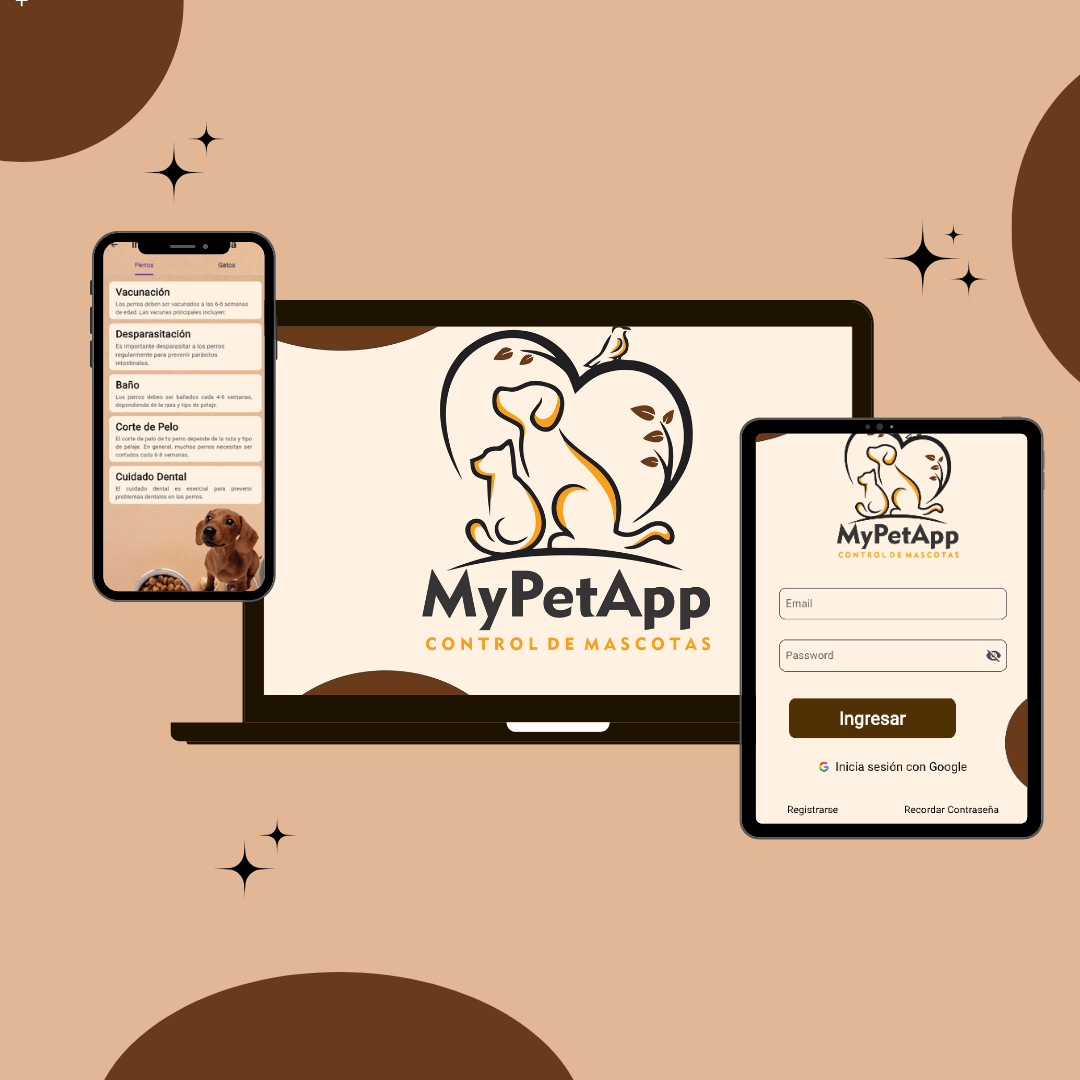 Perros
Gatos
Vacunación
Los perros deben ser vacunados a las 6-8 semanas
de edad. Las vacunas principales incluyen:
Desparasitación
Es importante desparasitar a los perros
regularmente para prevenir parásitos
intestinales.
Baño
Los perros deben ser bañados cada 4-6 semanas,
dependiende de la raza y tipo de pelaje.
Corte de Pelo
El corte de pelo de tu perro depende de la raza y tipo
de pelaje. En general, muchos perros necesitan ser
cortados cada 6-8 semanas.
Cuidado Dental
El cuidado dental es esencial para prevenir
problemas dentales en los perros.
MyPetApp
CONTROL DE MASCOTAS
MyPetApp
CONTROL DE MASCOTAS
Email
Password
Ingresar
G Inicia sesión con Google
Registrarse
Recordar Contraseña